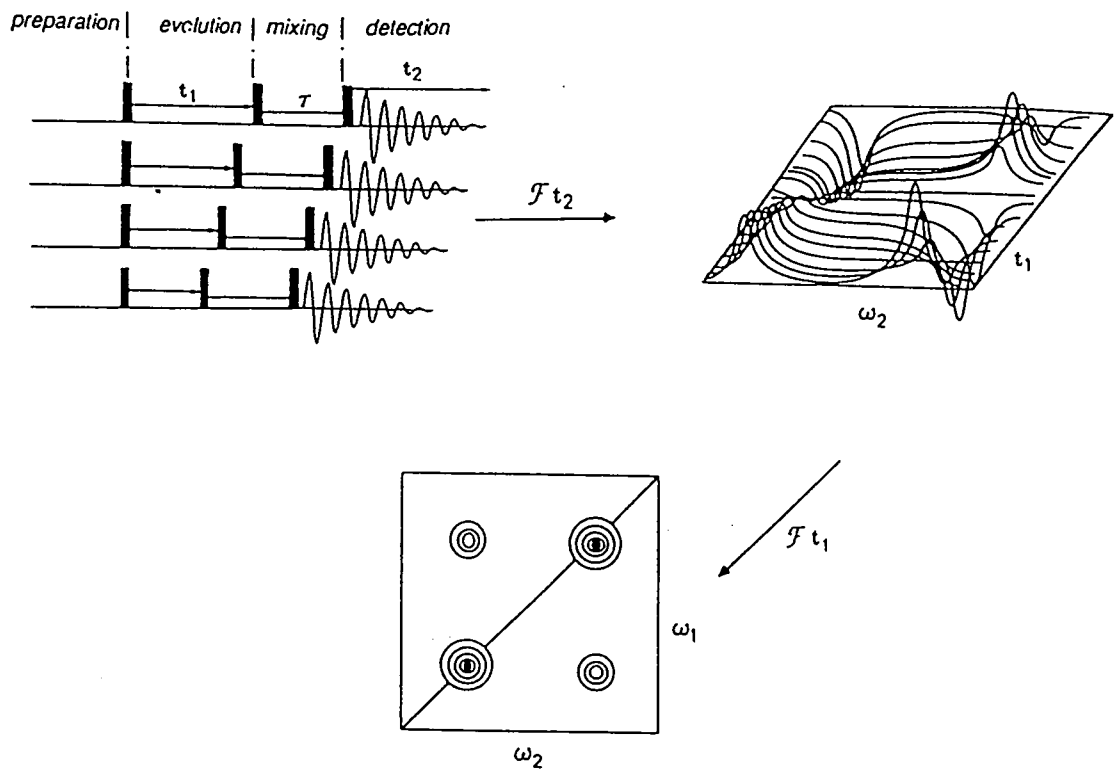 preparation evolution mixing detection
t₁
τ
t₂
ℱ t₂
t₁
ω₂
ℱ t₁
ω₁
ω₂